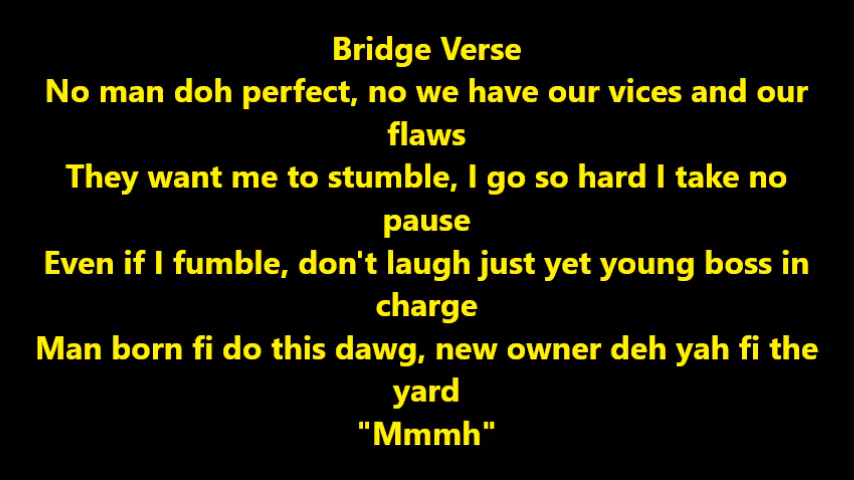 Bridge Verse
No man doh perfect, no we have our vices and our
flaws
They want me to stumble, I go so hard I take no
pause
Even if I fumble, don't laugh just yet young boss in
charge
Man born fi do this dawg, new owner deh yah fi the
yard
"Mmmh"